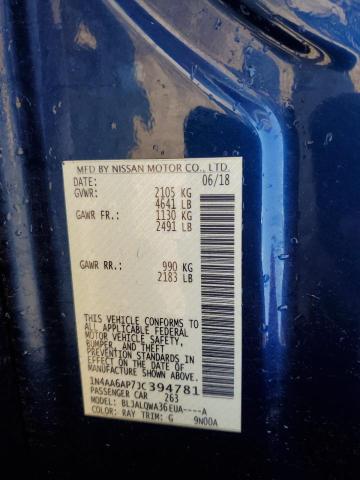 MFD BY NISSAN MOTOR CO., LTD.
DATE: 06/18
GVWR: 2105 KG
4641 LB
GAWR FR.: 1130 KG
2491 LB
GAWR RR.: 990 KG
2183 LB
THIS VEHICLE CONFORMS TO
ALL APPLICABLE FEDERAL
MOTOR VEHICLE SAFETY,
BUMPER, AND THEFT
PREVENTION STANDARDS IN
EFFECT ON THE DATE OF
MANUFACTURE SHOWN ABOVE.
1N4AA6AP7JC394781
PASSENGER CAR 263
MODEL: BLJALQWA36EUA----A
COLOR: RAY TRIM: G 9N00A